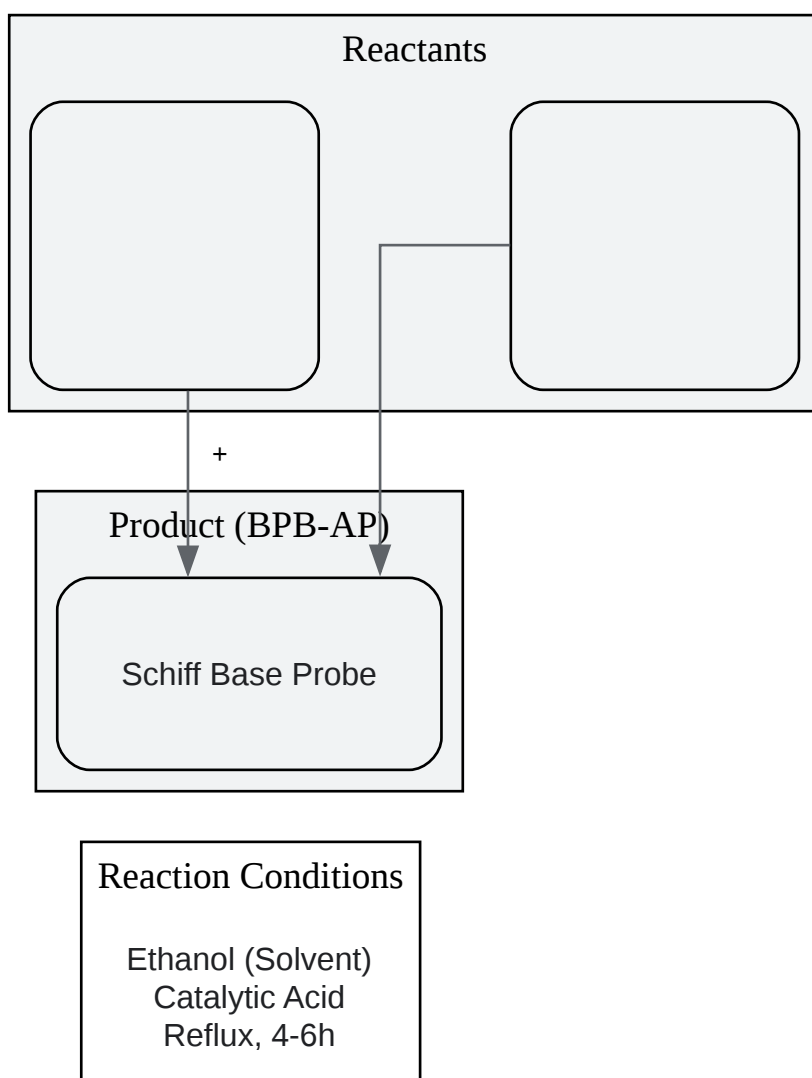 Reactants
+
Product (BPB-AP)
Schiff Base Probe
Reaction Conditions
Ethanol (Solvent)
Catalytic Acid
Reflux, 4-6h